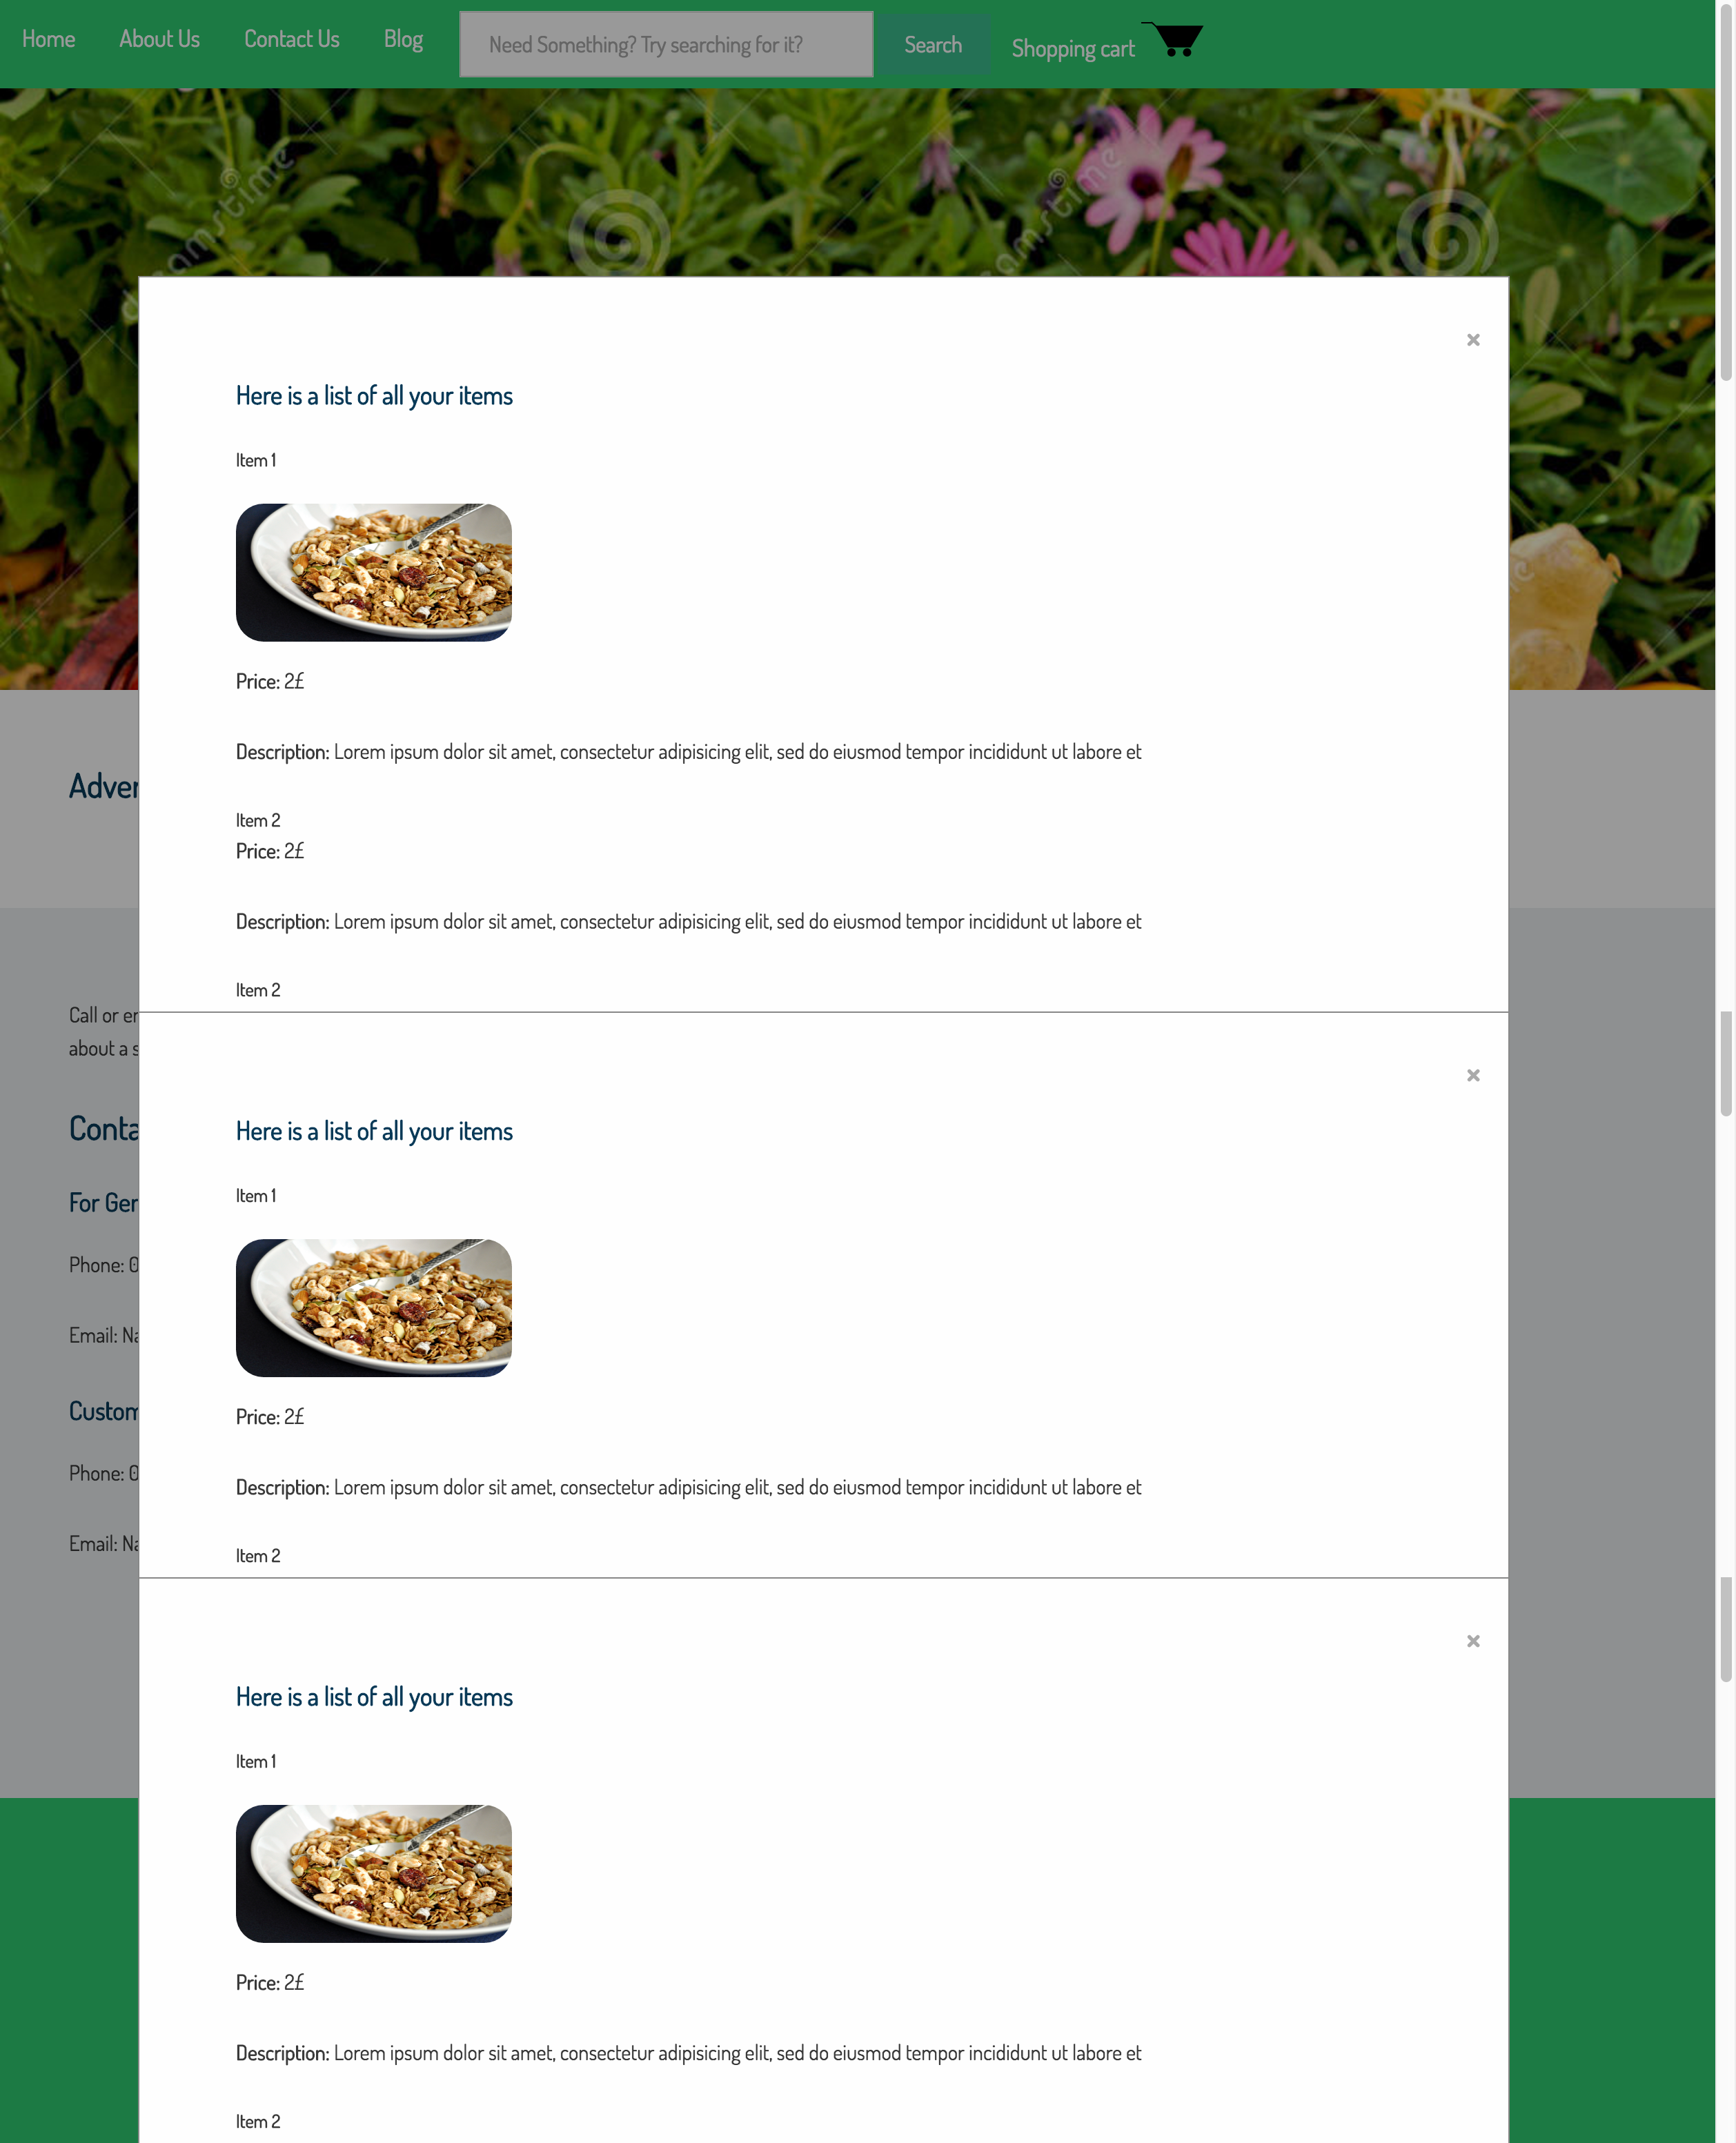 Home About Us Contact Us Blog Need Something? Try searching for it? Search Shopping cart
dreamstime
dreamstime
×
Here is a list of all your items
Item 1
Price: 2£
Adver
Description: Lorem ipsum dolor sit amet, consectetur adipisicing elit, sed do eiusmod tempor incididunt ut labore et
Item 2
Price: 2£
Description: Lorem ipsum dolor sit amet, consectetur adipisicing elit, sed do eiusmod tempor incididunt ut labore et
Item 2
Call or er
about a s
×
Conta
Here is a list of all your items
Item 1
For Ger
Phone: 0
Email: Na
Price: 2£
Custom
Phone: 0
Description: Lorem ipsum dolor sit amet, consectetur adipisicing elit, sed do eiusmod tempor incididunt ut labore et
Email: Na
Item 2
×
Here is a list of all your items
Item 1
Price: 2£
Description: Lorem ipsum dolor sit amet, consectetur adipisicing elit, sed do eiusmod tempor incididunt ut labore et
Item 2